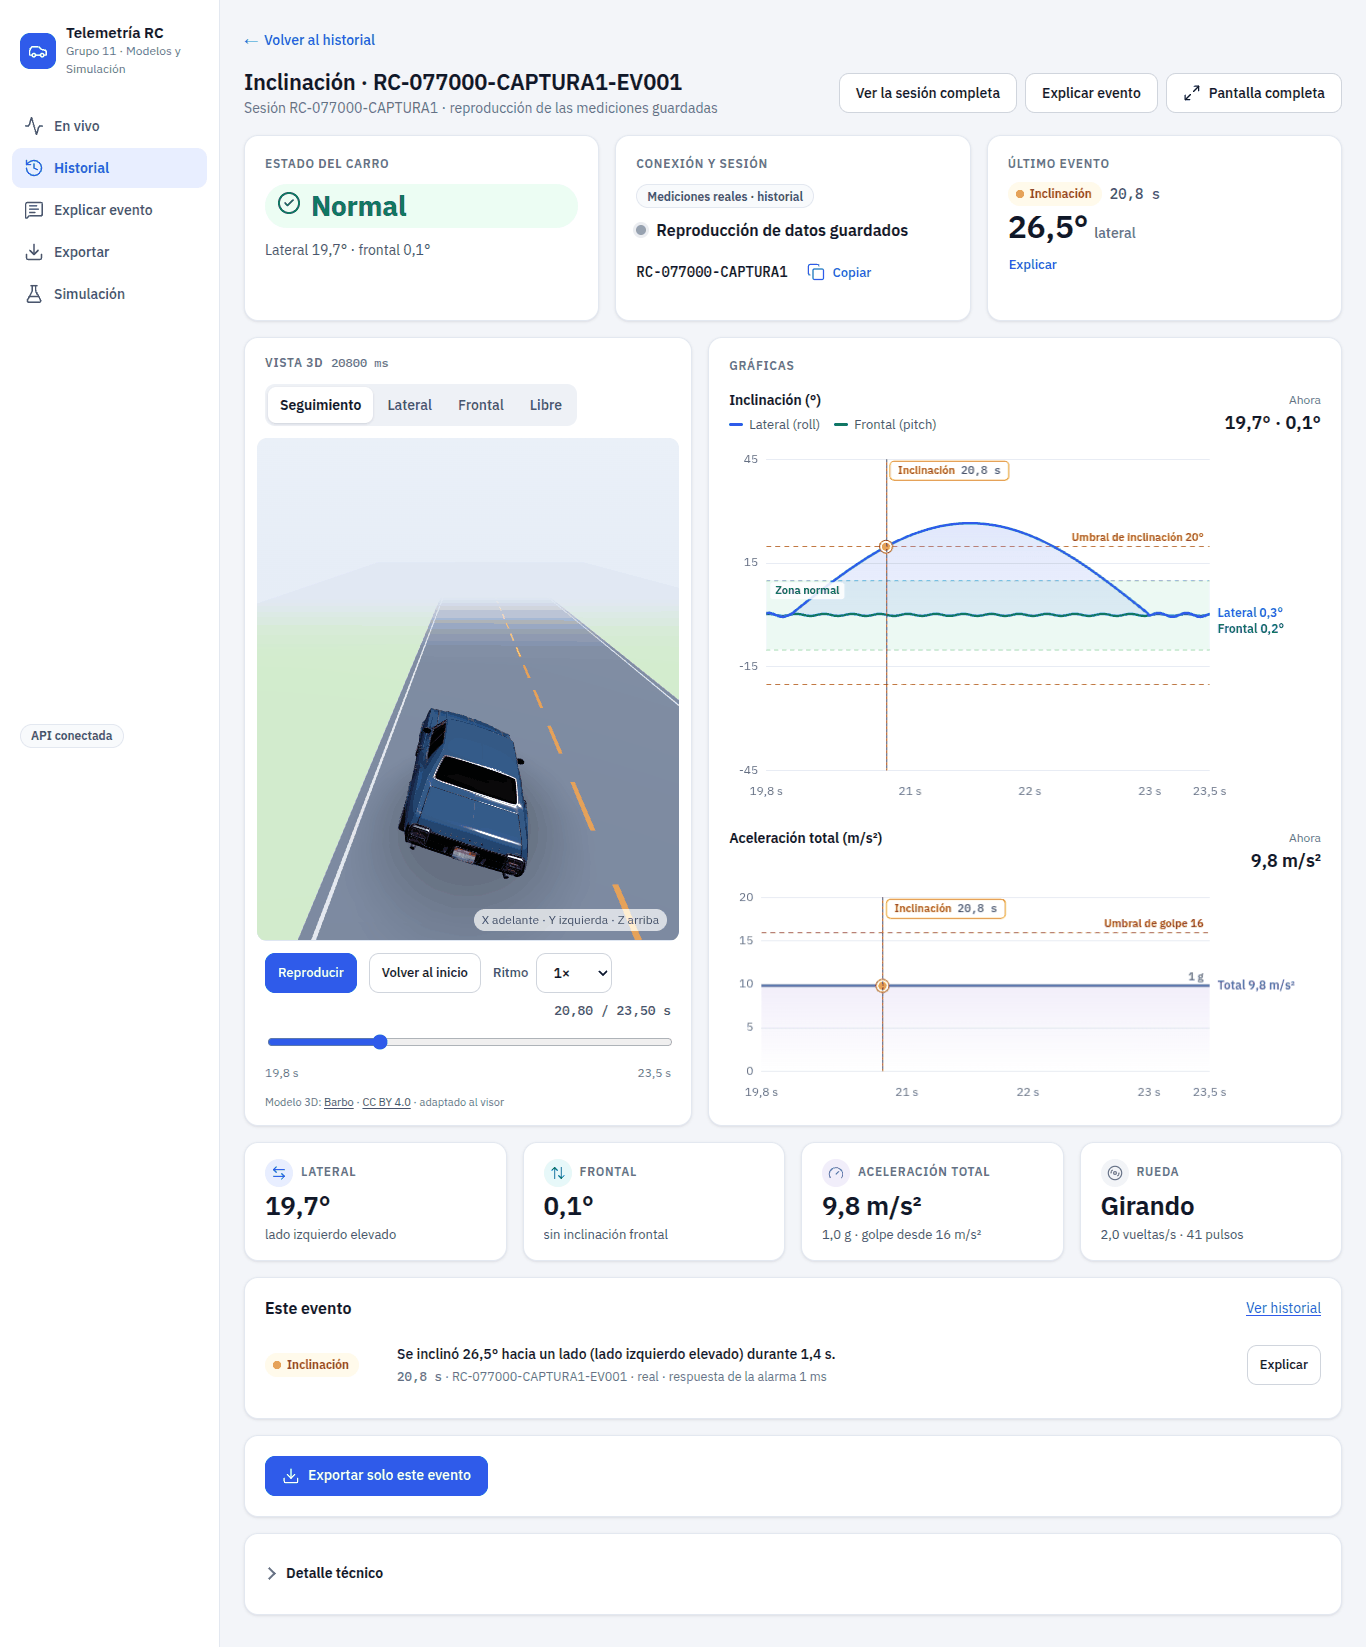 Telemetría RC
Grupo 11 · Modelos y
Simulación
En vivo
Historial
Explicar evento
Exportar
Simulación
API conectada
← Volver al historial
Inclinación · RC-077000-CAPTURA1-EV001
Sesión RC-077000-CAPTURA1 · reproducción de las mediciones guardadas
Ver la sesión completa
Explicar evento
Pantalla completa
ESTADO DEL CARRO
Normal
Lateral 19,7° · frontal 0,1°
CONEXIÓN Y SESIÓN
Mediciones reales · historial
Reproducción de datos guardados
RC-077000-CAPTURA1 Copiar
ÚLTIMO EVENTO
Inclinación 20,8 s
26,5° lateral
Explicar
VISTA 3D 20800 ms
Seguimiento Lateral Frontal Libre
X adelante · Y izquierda · Z arriba
Reproducir Volver al inicio Ritmo 1×
20,80 / 23,50 s
19,8 s 23,5 s
Modelo 3D: Barbo · CC BY 4.0 · adaptado al visor
GRÁFICAS
Inclinación (°) Ahora
Lateral (roll) Frontal (pitch) 19,7° · 0,1°
45
Inclinación 20,8 s
Umbral de inclinación 20°
15
Zona normal
Lateral 0,3°
Frontal 0,2°
-15
-45
19,8 s 21 s 22 s 23 s 23,5 s
Aceleración total (m/s²) Ahora
9,8 m/s²
20
Inclinación 20,8 s
Umbral de golpe 16
15
1 g
10 Total 9,8 m/s²
5
0
19,8 s 21 s 22 s 23 s 23,5 s
LATERAL
19,7°
lado izquierdo elevado
FRONTAL
0,1°
sin inclinación frontal
ACELERACIÓN TOTAL
9,8 m/s²
1,0 g · golpe desde 16 m/s²
RUEDA
Girando
2,0 vueltas/s · 41 pulsos
Este evento Ver historial
Inclinación
Se inclinó 26,5° hacia un lado (lado izquierdo elevado) durante 1,4 s.
20,8 s · RC-077000-CAPTURA1-EV001 · real · respuesta de la alarma 1 ms
Explicar
Exportar solo este evento
Detalle técnico